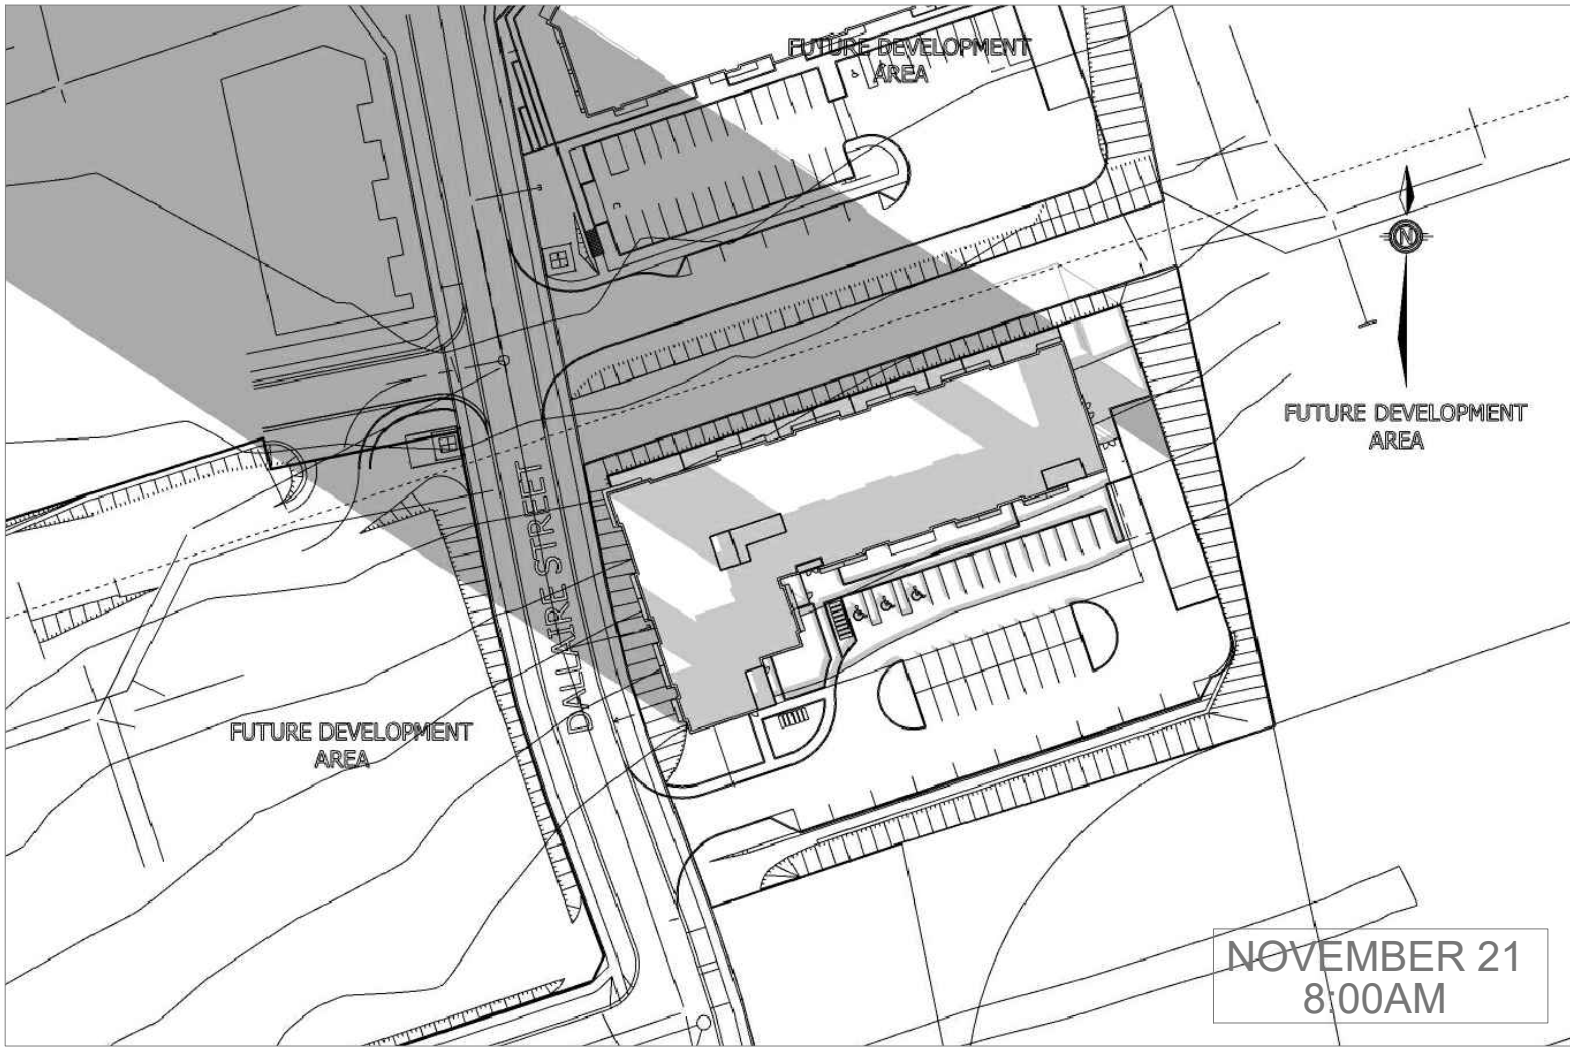 FUTURE DEVELOPMENT
AREA
N
FUTURE DEVELOPMENT
AREA
DALLAIRE STREET
FUTURE DEVELOPMENT
AREA
NOVEMBER 21
8:00AM